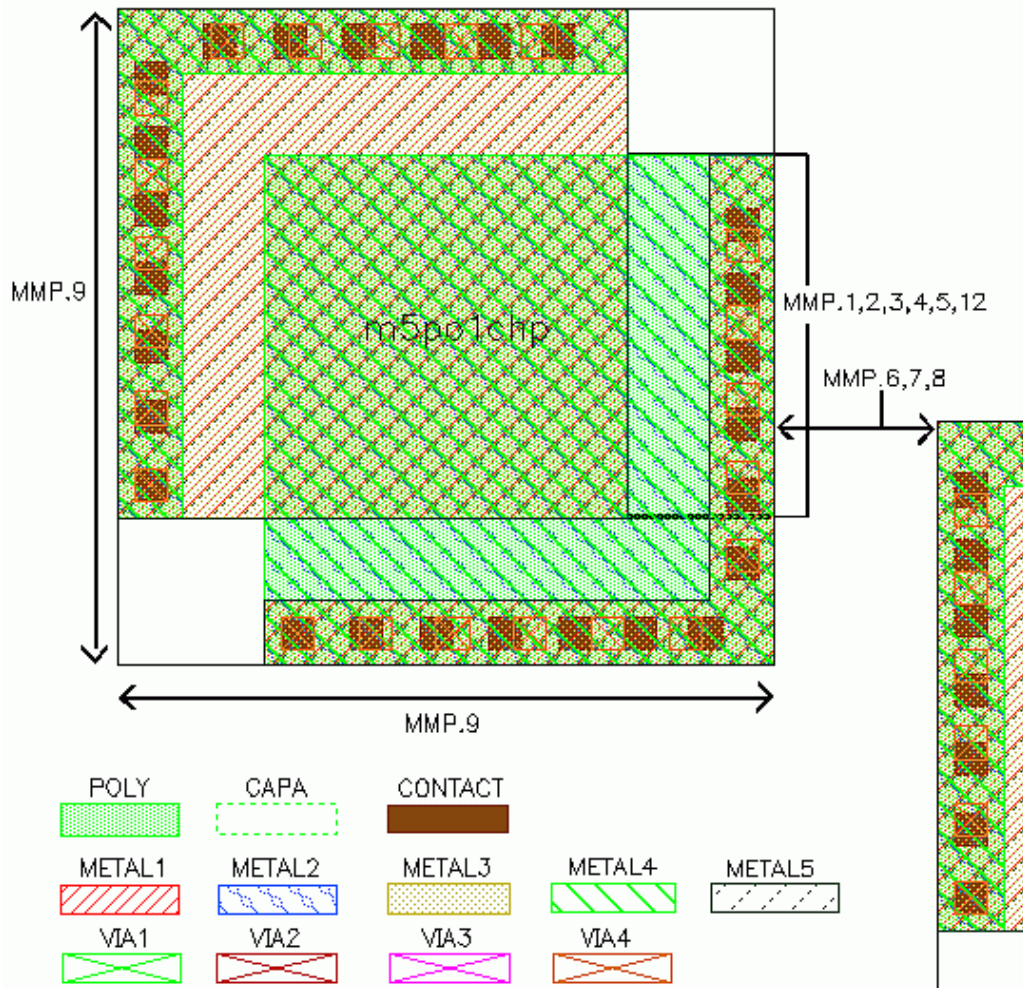 MMP.9
m5po1chp
MMP.1,2,3,4,5,12
MMP.6,7,8
MMP.9
POLY CAPA CONTACT
METAL1 METAL2 METAL3 METAL4 METAL5
VIA1 VIA2 VIA3 VIA4